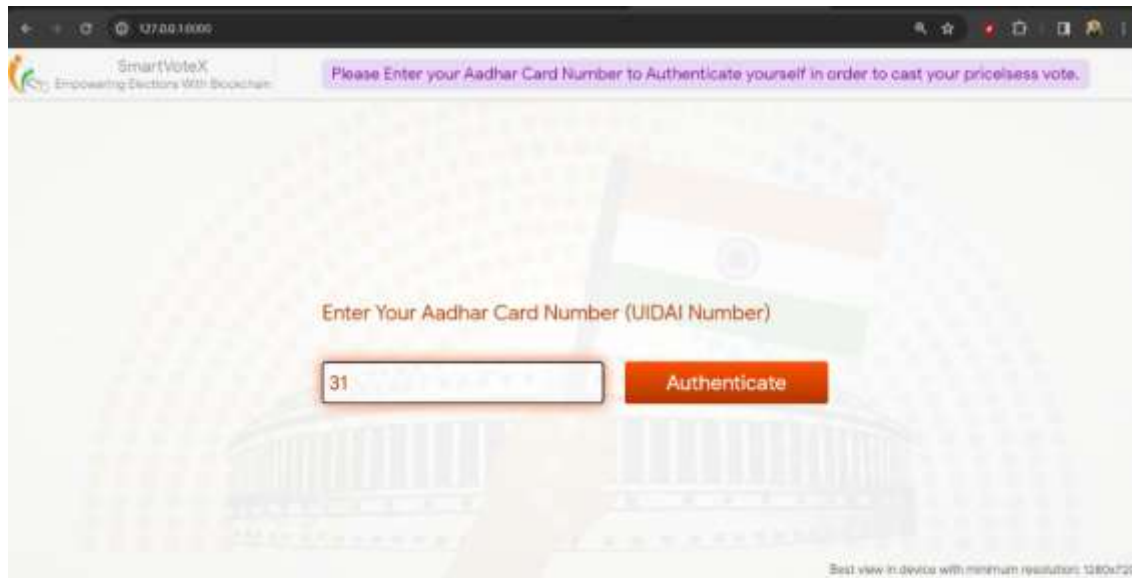 127.0.0.1:8000
SmartVoteX
Empowering Elections With Blockchain
Please Enter your Aadhar Card Number to Authenticate yourself in order to cast your pricelsess vote.
Enter Your Aadhar Card Number (UIDAI Number)
31
Authenticate
Best view in device with minimum resolution: 1280x720